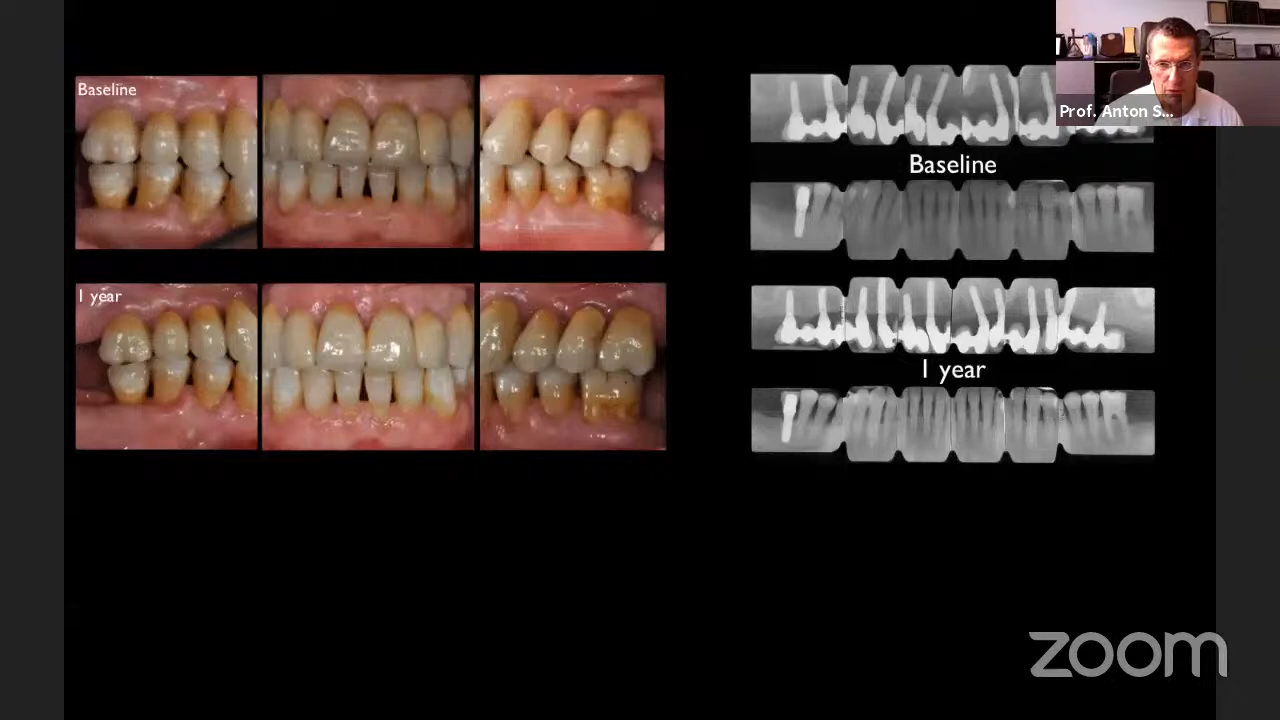 Baseline
Prof. Anton S...
Baseline
1 year
1 year
zoom